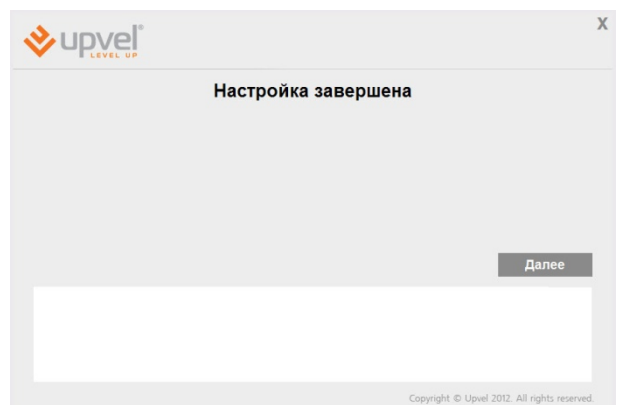 X
upvel®
LEVEL UP
Настройка завершена
Далее
Copyright © Upvel 2012. All rights reserved.